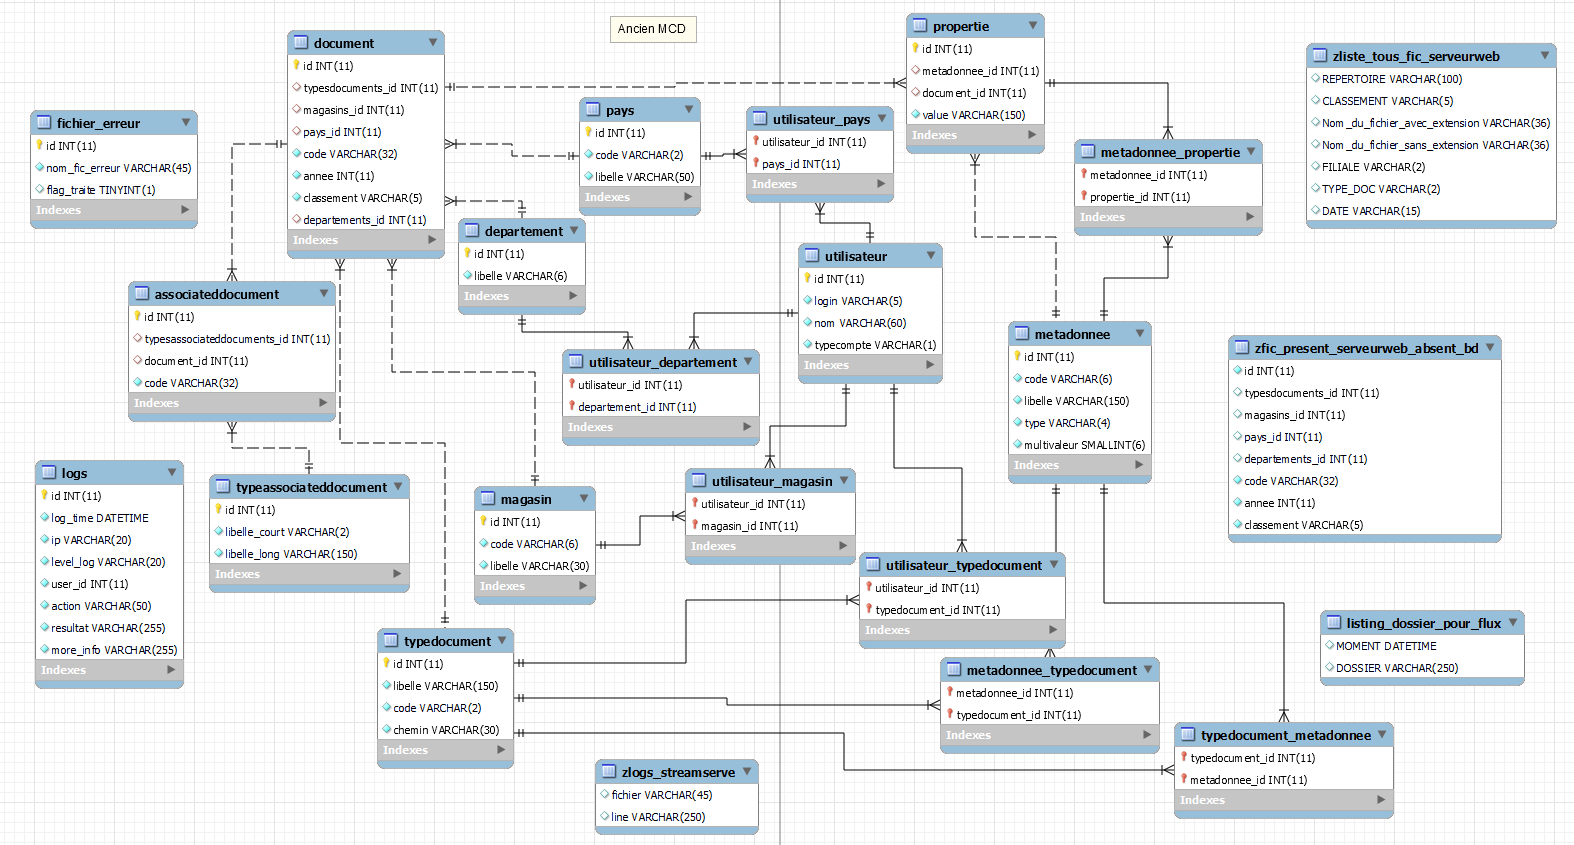 Ancien MCD
document
id INT(11)
typesdocuments_id INT(11)
magasins_id INT(11)
pays_id INT(11)
code VARCHAR(32)
annee INT(11)
classement VARCHAR(5)
departements_id INT(11)
Indexes
propertie
id INT(11)
metadonnee_id INT(11)
document_id INT(11)
value VARCHAR(150)
Indexes
zliste_tous_fic_serveurweb
REPERTOIRE VARCHAR(100)
CLASSEMENT VARCHAR(5)
Nom_du_fichier_avec_extension VARCHAR(36)
Nom_du_fichier_sans_extension VARCHAR(36)
FILIALE VARCHAR(2)
TYPE_DOC VARCHAR(2)
DATE VARCHAR(15)
fichier_erreur
id INT(11)
nom_fic_erreur VARCHAR(45)
flag_traite TINYINT(1)
Indexes
pays
id INT(11)
code VARCHAR(2)
libelle VARCHAR(50)
Indexes
utilisateur_pays
utilisateur_id INT(11)
pays_id INT(11)
Indexes
metadonnee_propertie
metadonnee_id INT(11)
propertie_id INT(11)
Indexes
departement
id INT(11)
libelle VARCHAR(6)
Indexes
utilisateur
id INT(11)
login VARCHAR(5)
nom VARCHAR(60)
typecompte VARCHAR(1)
Indexes
associateddocument
id INT(11)
typesassociateddocuments_id INT(11)
document_id INT(11)
code VARCHAR(32)
Indexes
utilisateur_departement
utilisateur_id INT(11)
departement_id INT(11)
Indexes
metadonnee
id INT(11)
code VARCHAR(6)
libelle VARCHAR(150)
type VARCHAR(4)
multivaleur SMALLINT(6)
Indexes
zfic_present_serveurweb_absent_bd
id INT(11)
typesdocuments_id INT(11)
magasins_id INT(11)
pays_id INT(11)
departements_id INT(11)
code VARCHAR(32)
annee INT(11)
classement VARCHAR(5)
logs
id INT(11)
log_time DATETIME
ip VARCHAR(20)
level_log VARCHAR(20)
user_id INT(11)
action VARCHAR(50)
resultat VARCHAR(255)
more_info VARCHAR(255)
Indexes
typeassociateddocument
id INT(11)
libelle_court VARCHAR(2)
libelle_long VARCHAR(150)
Indexes
magasin
id INT(11)
code VARCHAR(6)
libelle VARCHAR(30)
Indexes
utilisateur_magasin
utilisateur_id INT(11)
magasin_id INT(11)
Indexes
utilisateur_typedocument
utilisateur_id INT(11)
typedocument_id INT(11)
Indexes
listing_dossier_pour_flux
MOMENT DATETIME
DOSSIER VARCHAR(250)
typedocument
id INT(11)
libelle VARCHAR(150)
code VARCHAR(2)
chemin VARCHAR(30)
Indexes
metadonnee_typedocument
metadonnee_id INT(11)
typedocument_id INT(11)
Indexes
typedocument_metadonnee
typedocument_id INT(11)
metadonnee_id INT(11)
Indexes
zlogs_streamserve
fichier VARCHAR(45)
line VARCHAR(250)